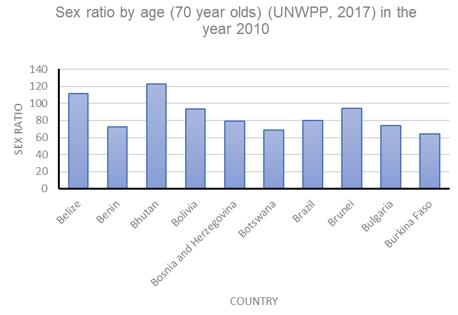 Sex ratio by age (70 year olds) (UNWPP, 2017) in the
year 2010
SEX RATIO
140
120
100
80
60
40
20
0
Belize
Benin
Bhutan
Bolivia
Bosnia and Herzegovina
Botswana
Brazil
Brunei
Bulgaria
Burkina Faso
COUNTRY